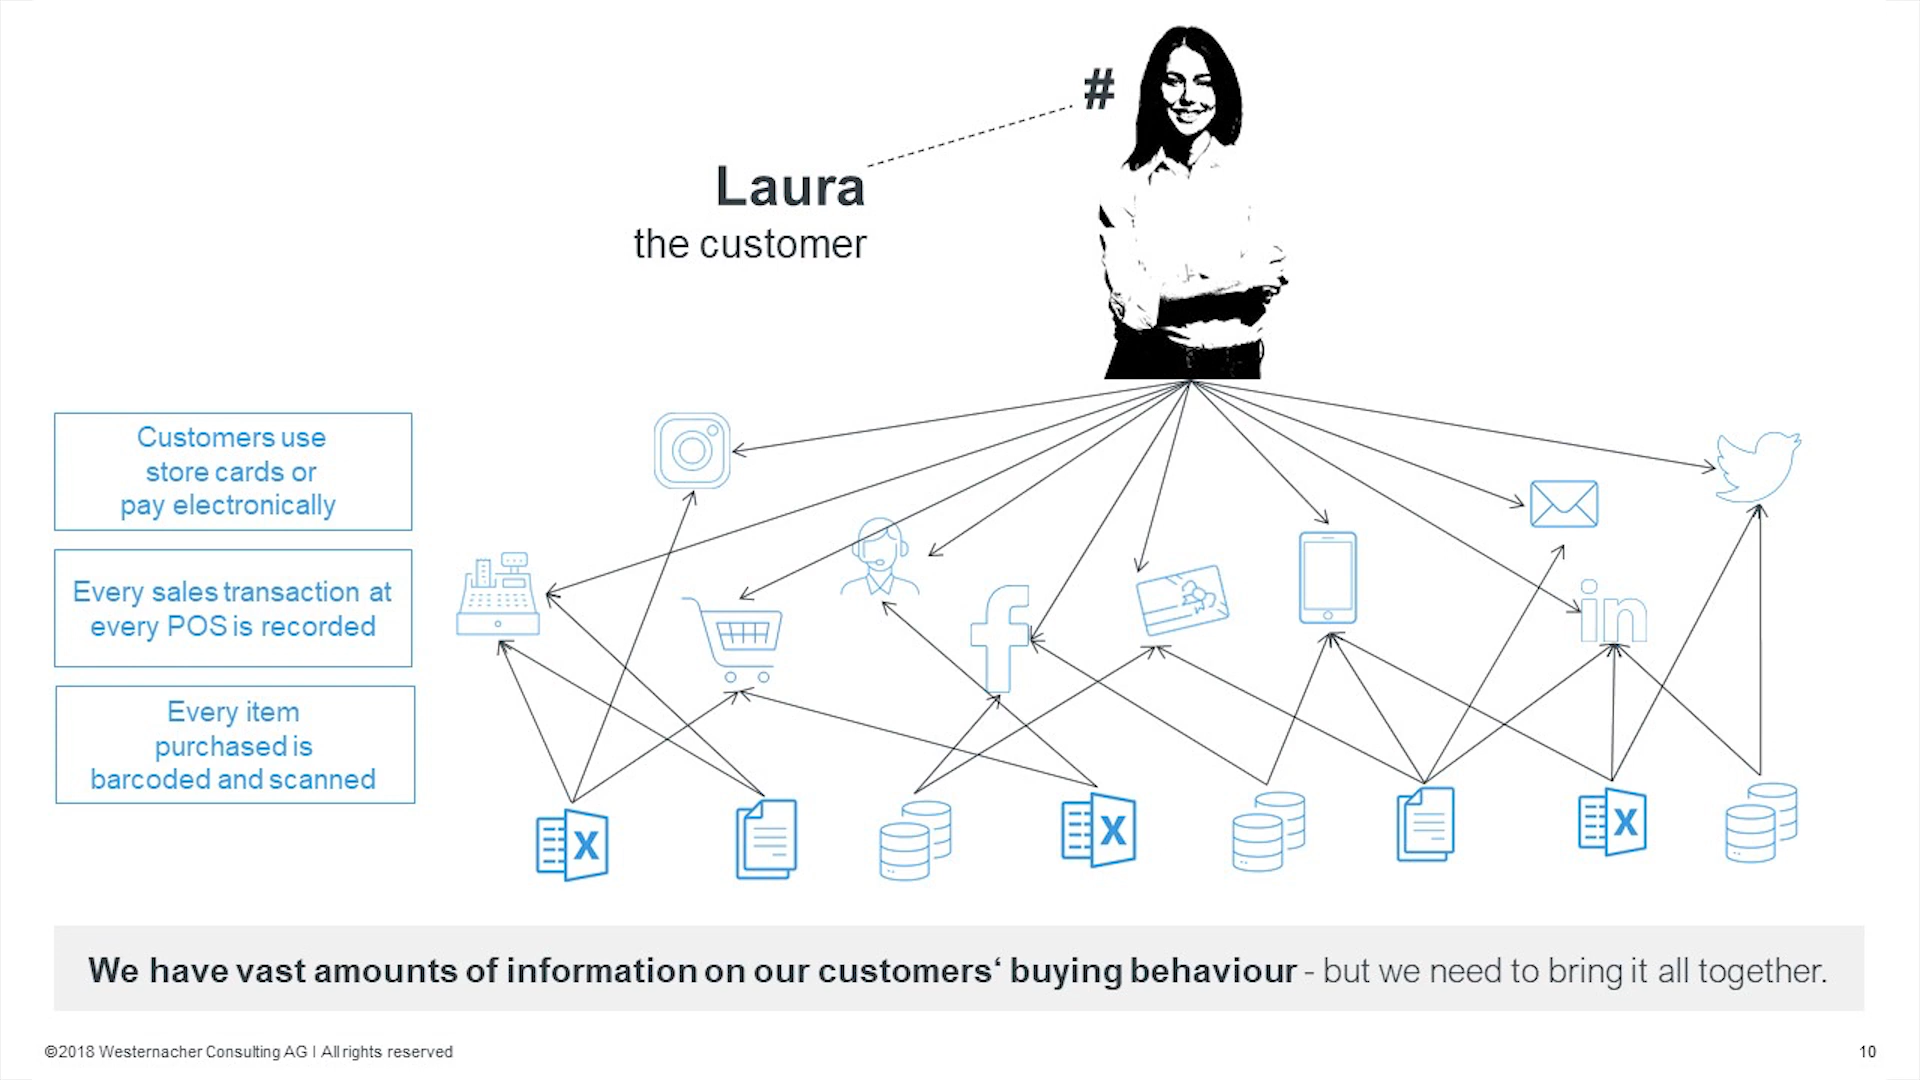 #
Laura
the customer
Customers use
store cards or
pay electronically
Every sales transaction at
every POS is recorded
Every item
purchased is
barcoded and scanned
f
in
X
X
X
We have vast amounts of information on our customers‘ buying behaviour - but we need to bring it all together.
©2018 Westernacher Consulting AG I All rights reserved
10